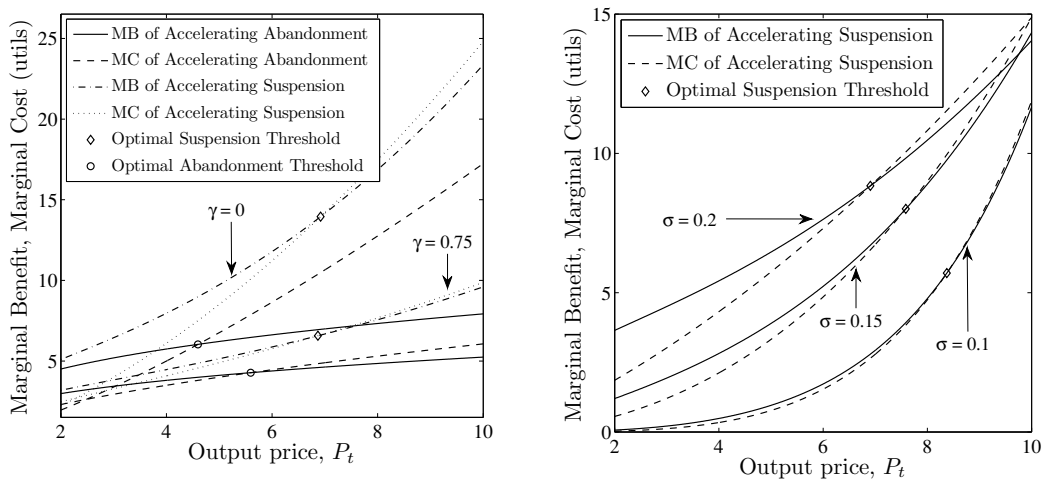 MB of Accelerating Abandonment
MC of Accelerating Abandonment
MB of Accelerating Suspension
MC of Accelerating Suspension
Optimal Suspension Threshold
Optimal Abandonment Threshold
γ = 0
γ = 0.75
25
20
15
10
5
2
4
6
8
10
Output price, P_t
Marginal Benefit, Marginal Cost (utils)
MB of Accelerating Suspension
MC of Accelerating Suspension
Optimal Suspension Threshold
σ = 0.2
σ = 0.15
σ = 0.1
15
10
5
0
2
4
6
8
10
Output price, P_t
Marginal Benefit, Marginal Cost (utils)